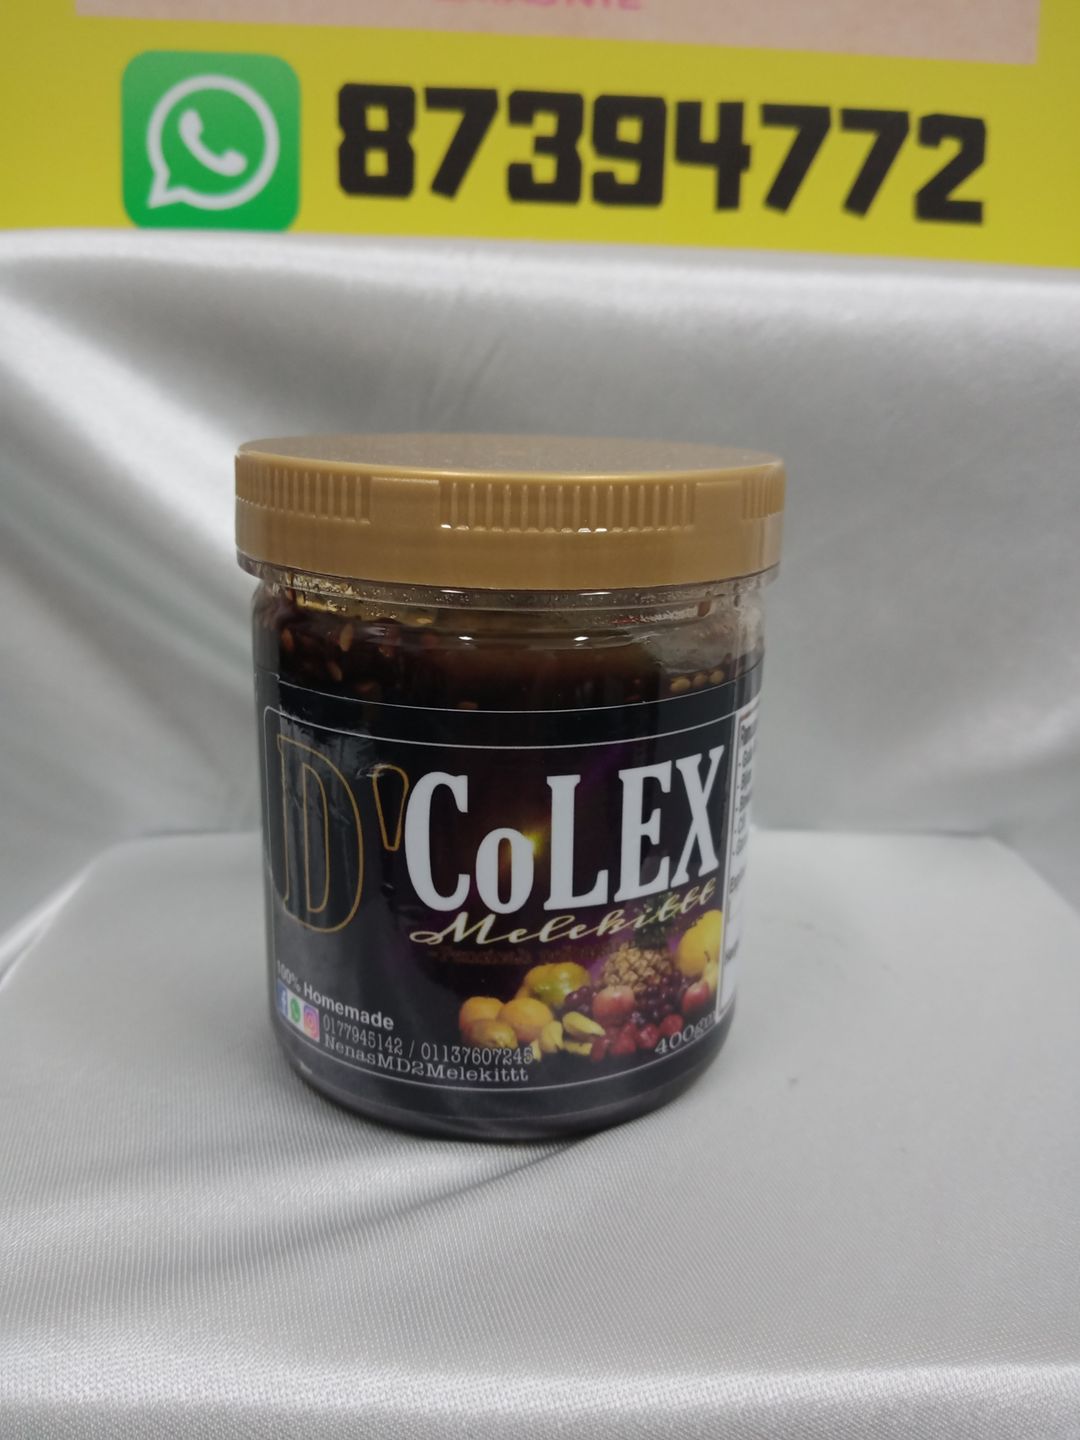 87394772
D'CoLEX
Melekittt
100% Homemade
0177945142 / 01137607245
NenasMD2Melekittt
400gm